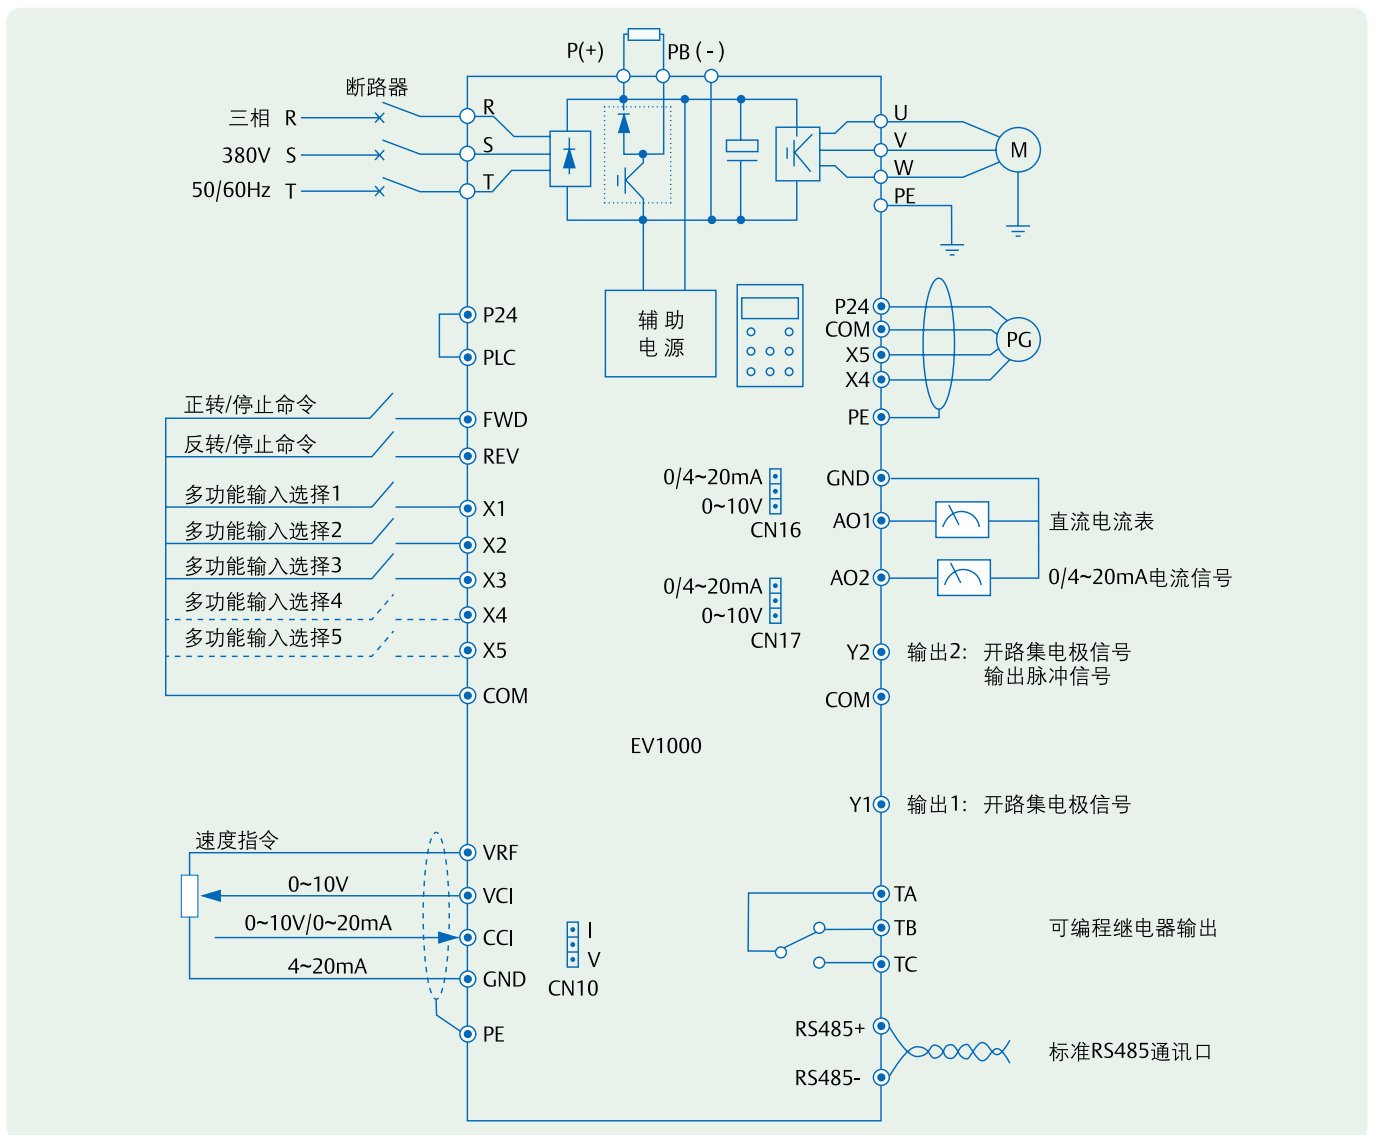 P(+)
PB ( - )
断路器
三相 R
380V S
50/60Hz T
R
S
T
U
V
W
PE
M
辅 助
电 源
P24
PLC
P24
COM
X5
X4
PE
PG
正转/停止命令
FWD
反转/停止命令
REV
多功能输入选择1
X1
多功能输入选择2
X2
多功能输入选择3
X3
多功能输入选择4
X4
多功能输入选择5
X5
COM
0/4~20mA
0~10V
CN16
0/4~20mA
0~10V
CN17
GND
AO1
直流电流表
AO2
0/4~20mA电流信号
Y2
输出2: 开路集电极信号
输出脉冲信号
COM
EV1000
Y1
输出1: 开路集电极信号
速度指令
VRF
0~10V
VCI
0~10V/0~20mA
CCI
4~20mA
GND
PE
I
V
CN10
TA
TB
TC
可编程继电器输出
RS485+
RS485-
标准RS485通讯口